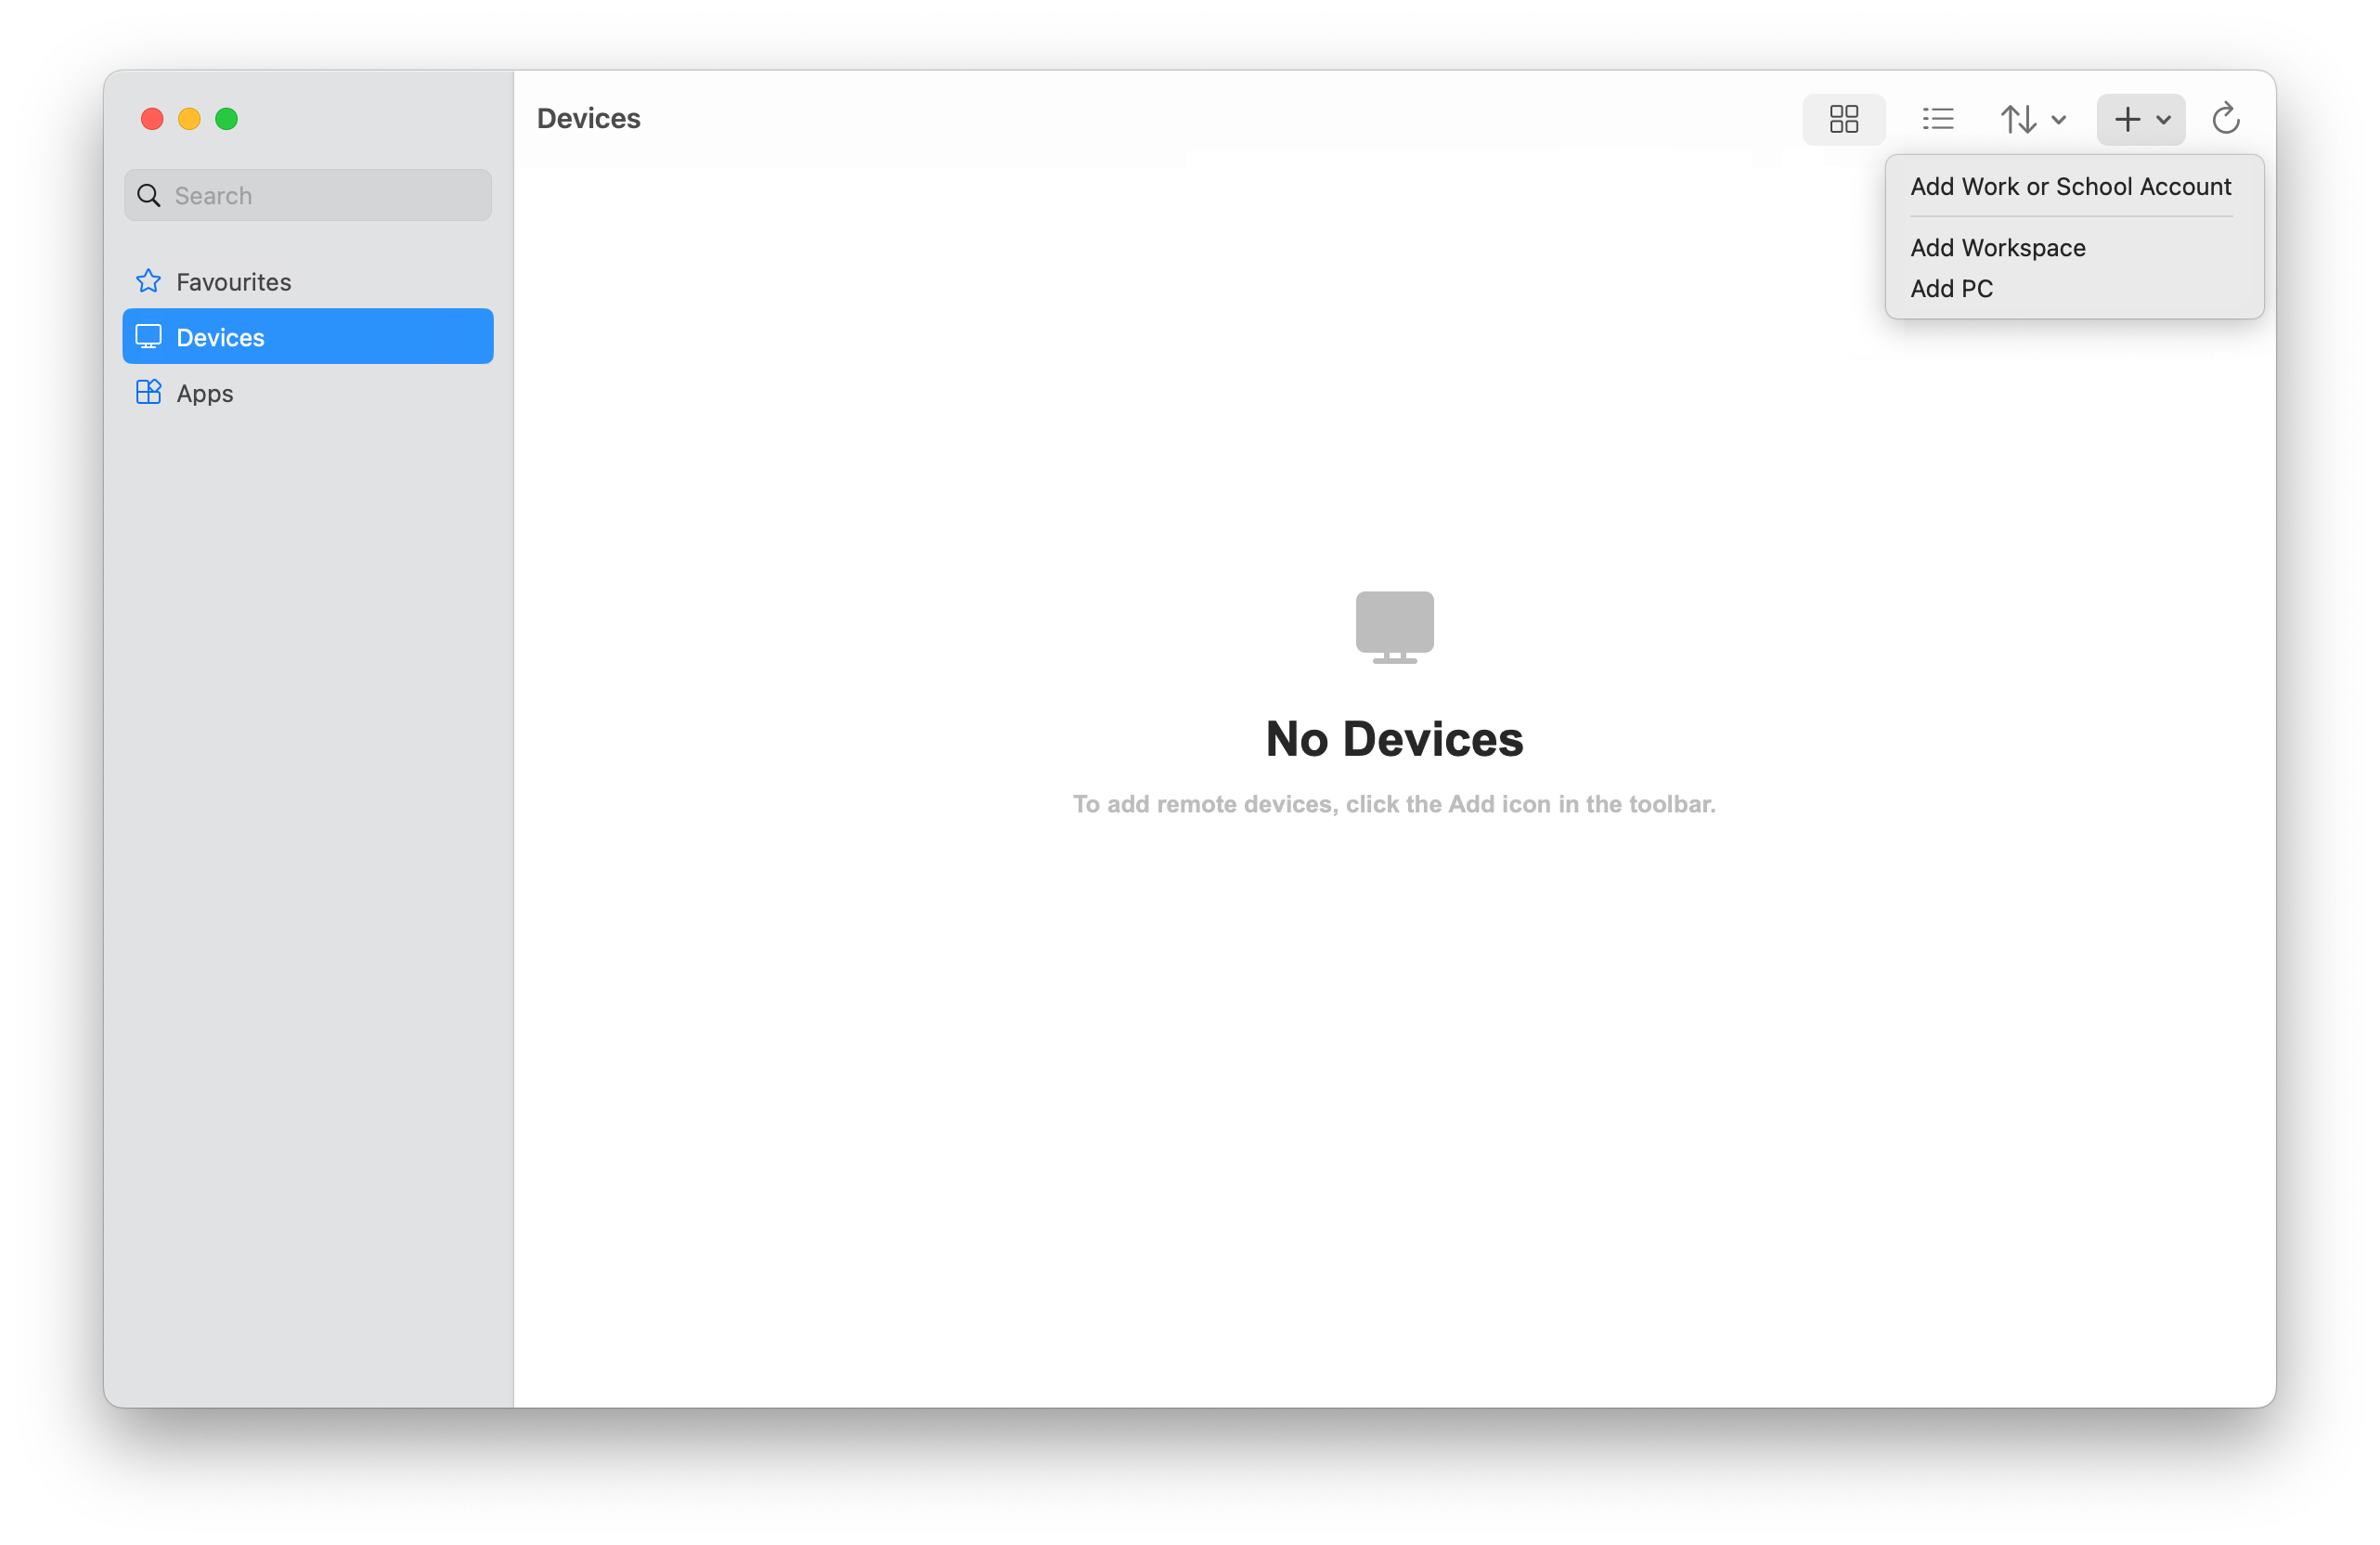 Devices
Search
Favourites
Devices
Apps
Add Work or School Account
Add Workspace
Add PC
No Devices
To add remote devices, click the Add icon in the toolbar.